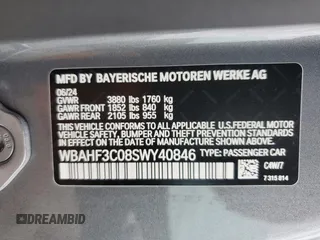 MFD BY BAYERISCHE MOTOREN WERKE AG
06/24
GVWR 3880 lbs 1760 kg
GAWR FRONT 1852 lbs 840 kg
GAWR REAR 2105 lbs 955 kg
THIS VEHICLE CONFORMS TO ALL APPLICABLE
FEDERAL MOTOR VEHICLE SAFETY, BUMPER,
AND THEFT PREVENTION STANDARDS IN
EFFECT ON THE DATE OF MANUFACTURE
SHOWN ABOVE.
WBAHF3C08SWY40846 TYPE: PASSENGER CAR
C4W/7
7 315 014
DREAMBID